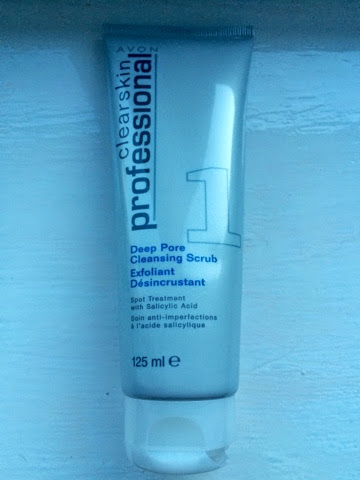 AVON
clearskin
professional
1
Deep Pore
Cleansing Scrub
Exfoliant
Désincrustant
Spot Treatment
with Salicylic Acid
Soin anti-imperfections
à l'acide salicylique
125 ml e